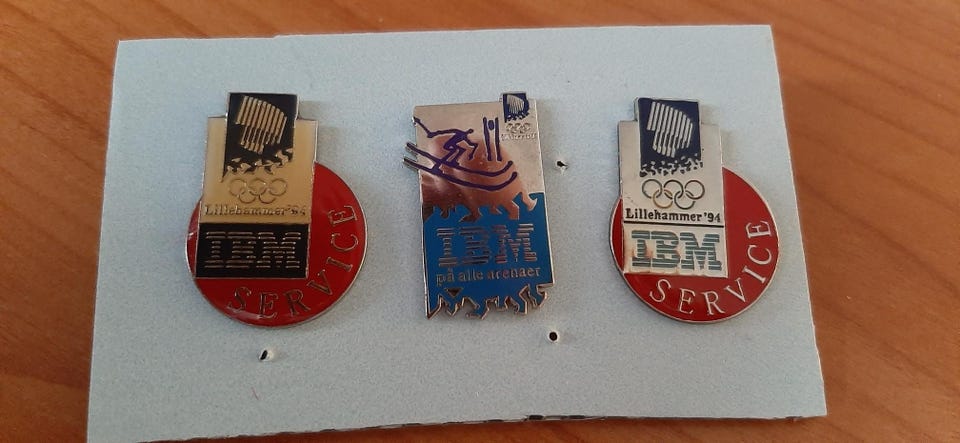 Lillehammer'94
IBM
SERVICE
IBM
på alle arenaer
Lillehammer'94
IBM
SERVICE